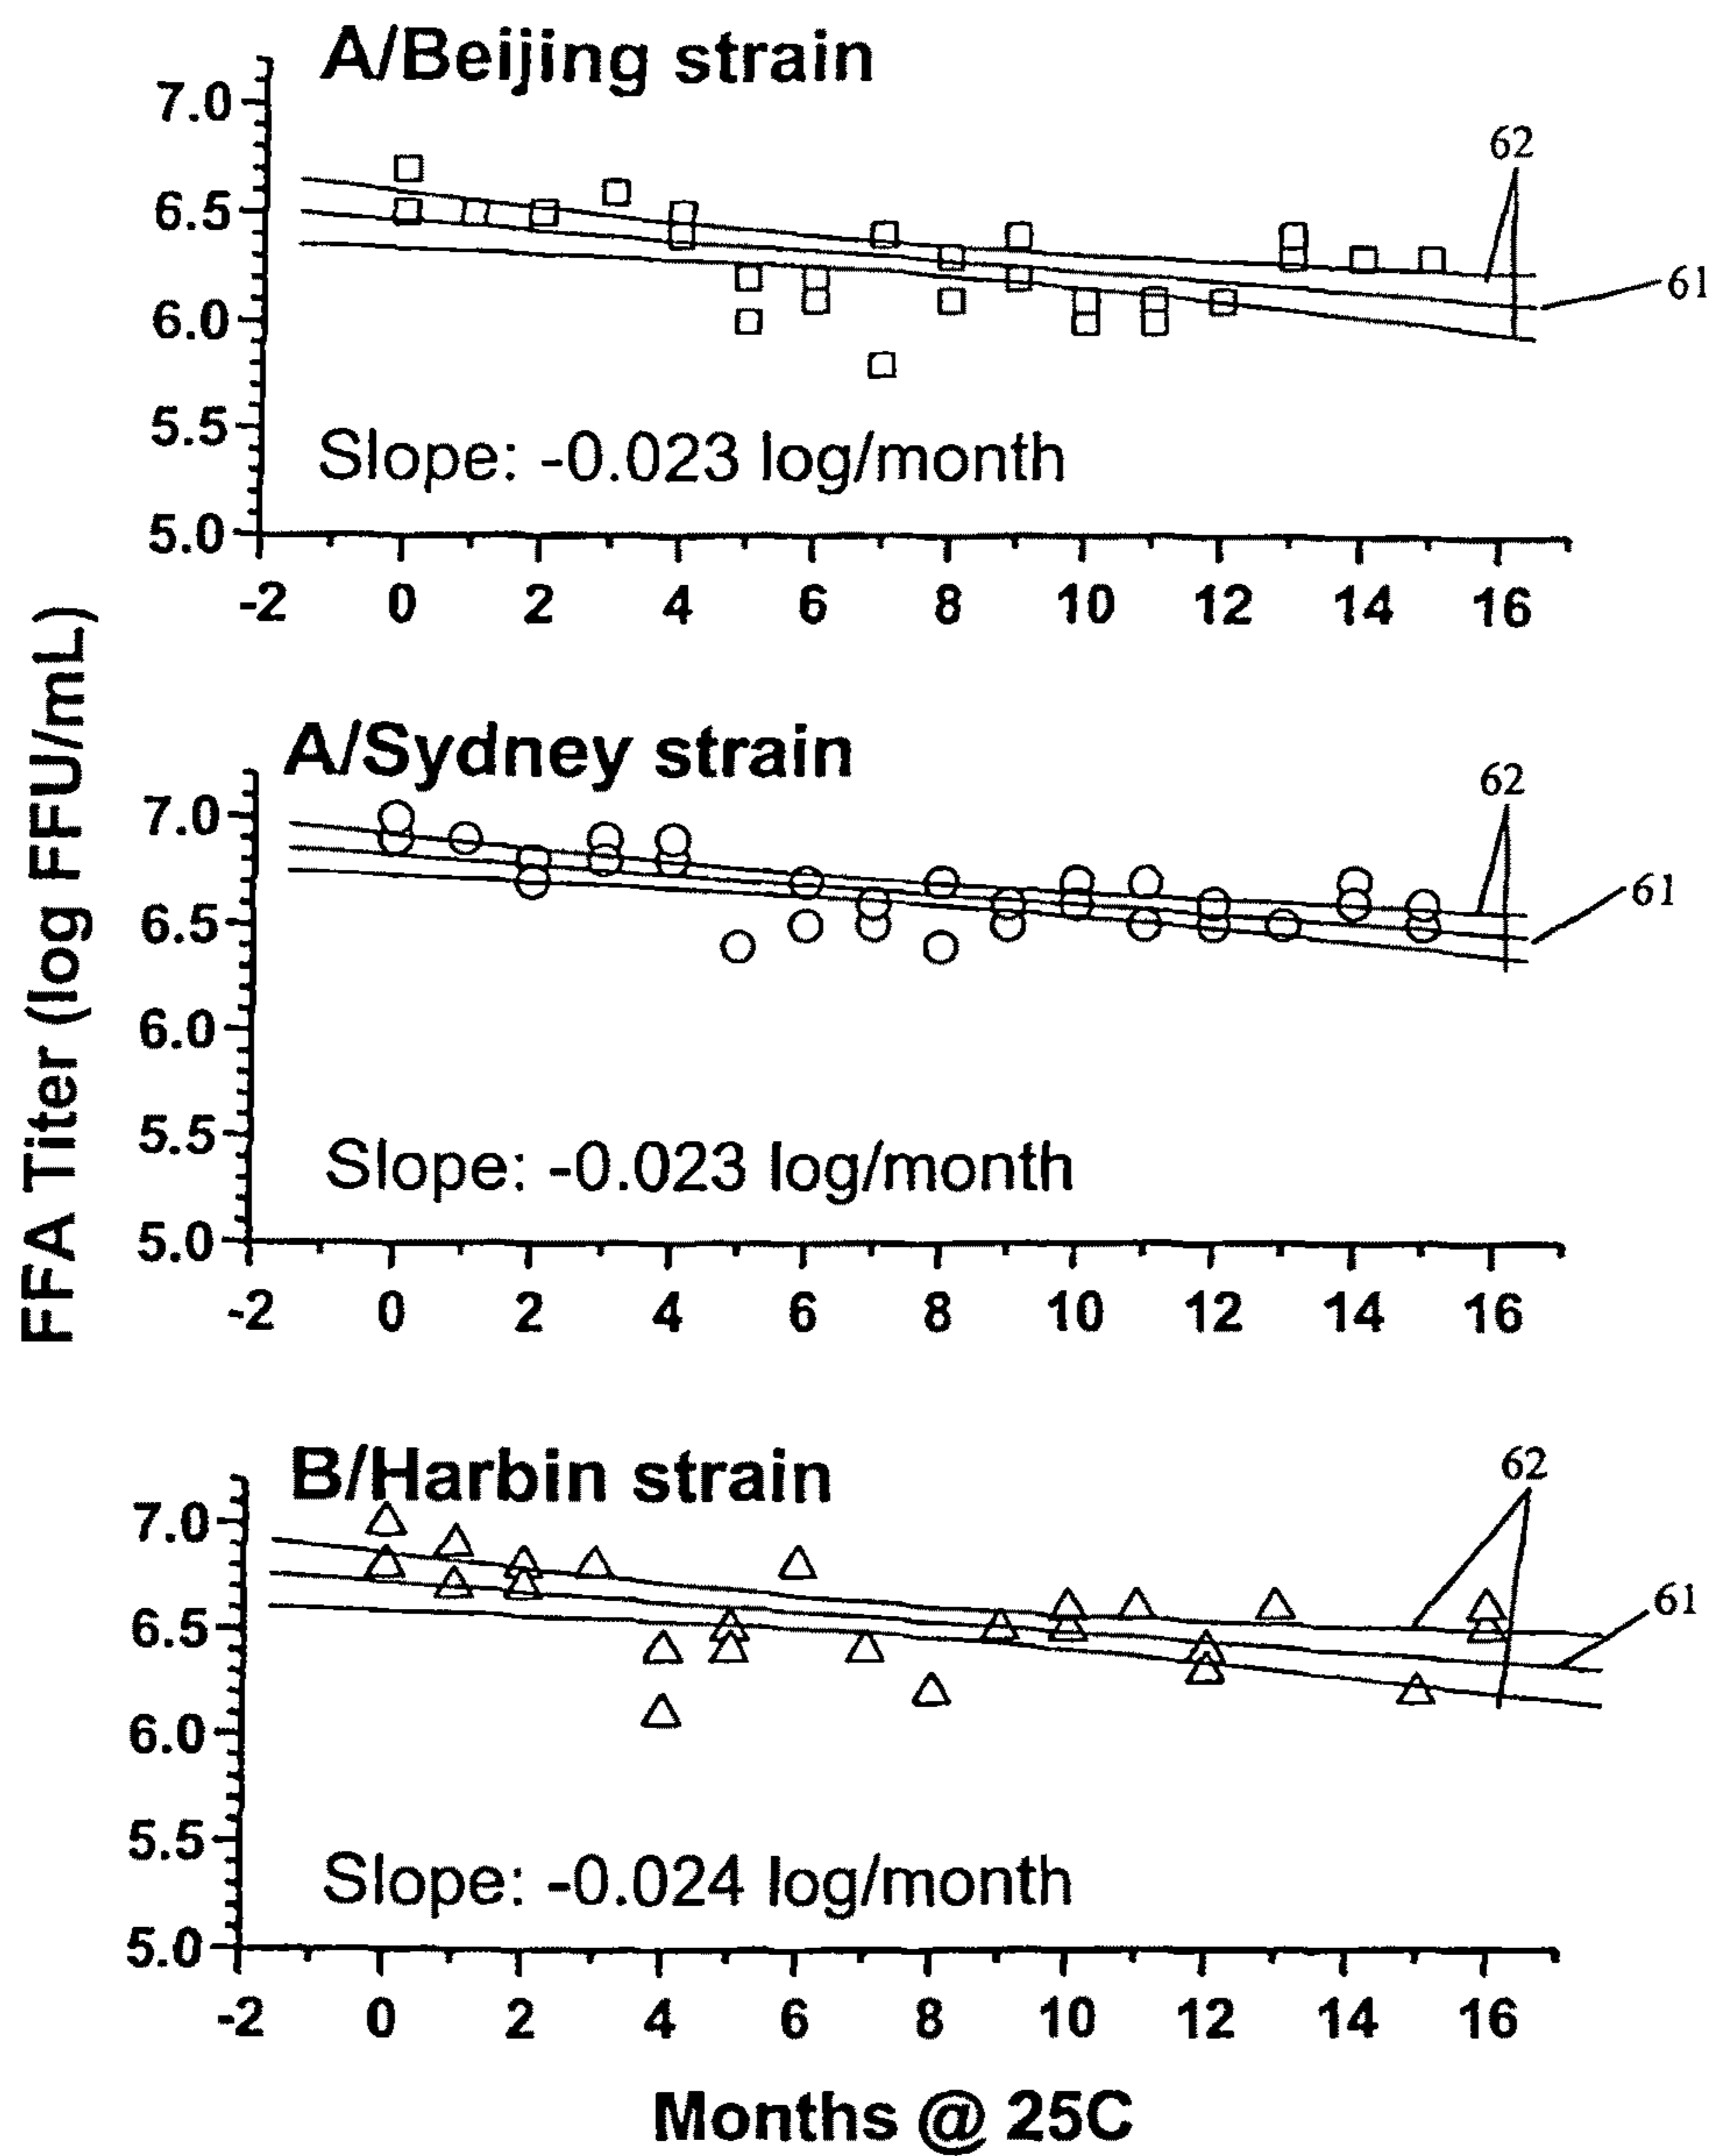 A/Beijing strain
7.0
6.5
6.0
5.5
5.0
62
61
Slope: -0.023 log/month
-2 0 2 4 6 8 10 12 14 16
FFA Titer (log FFU/mL)
A/Sydney strain
7.0
6.5
6.0
5.5
5.0
62
61
Slope: -0.023 log/month
-2 0 2 4 6 8 10 12 14 16
B/Harbin strain
7.0
6.5
6.0
5.5
5.0
62
61
Slope: -0.024 log/month
-2 0 2 4 6 8 10 12 14 16
Months @ 25C